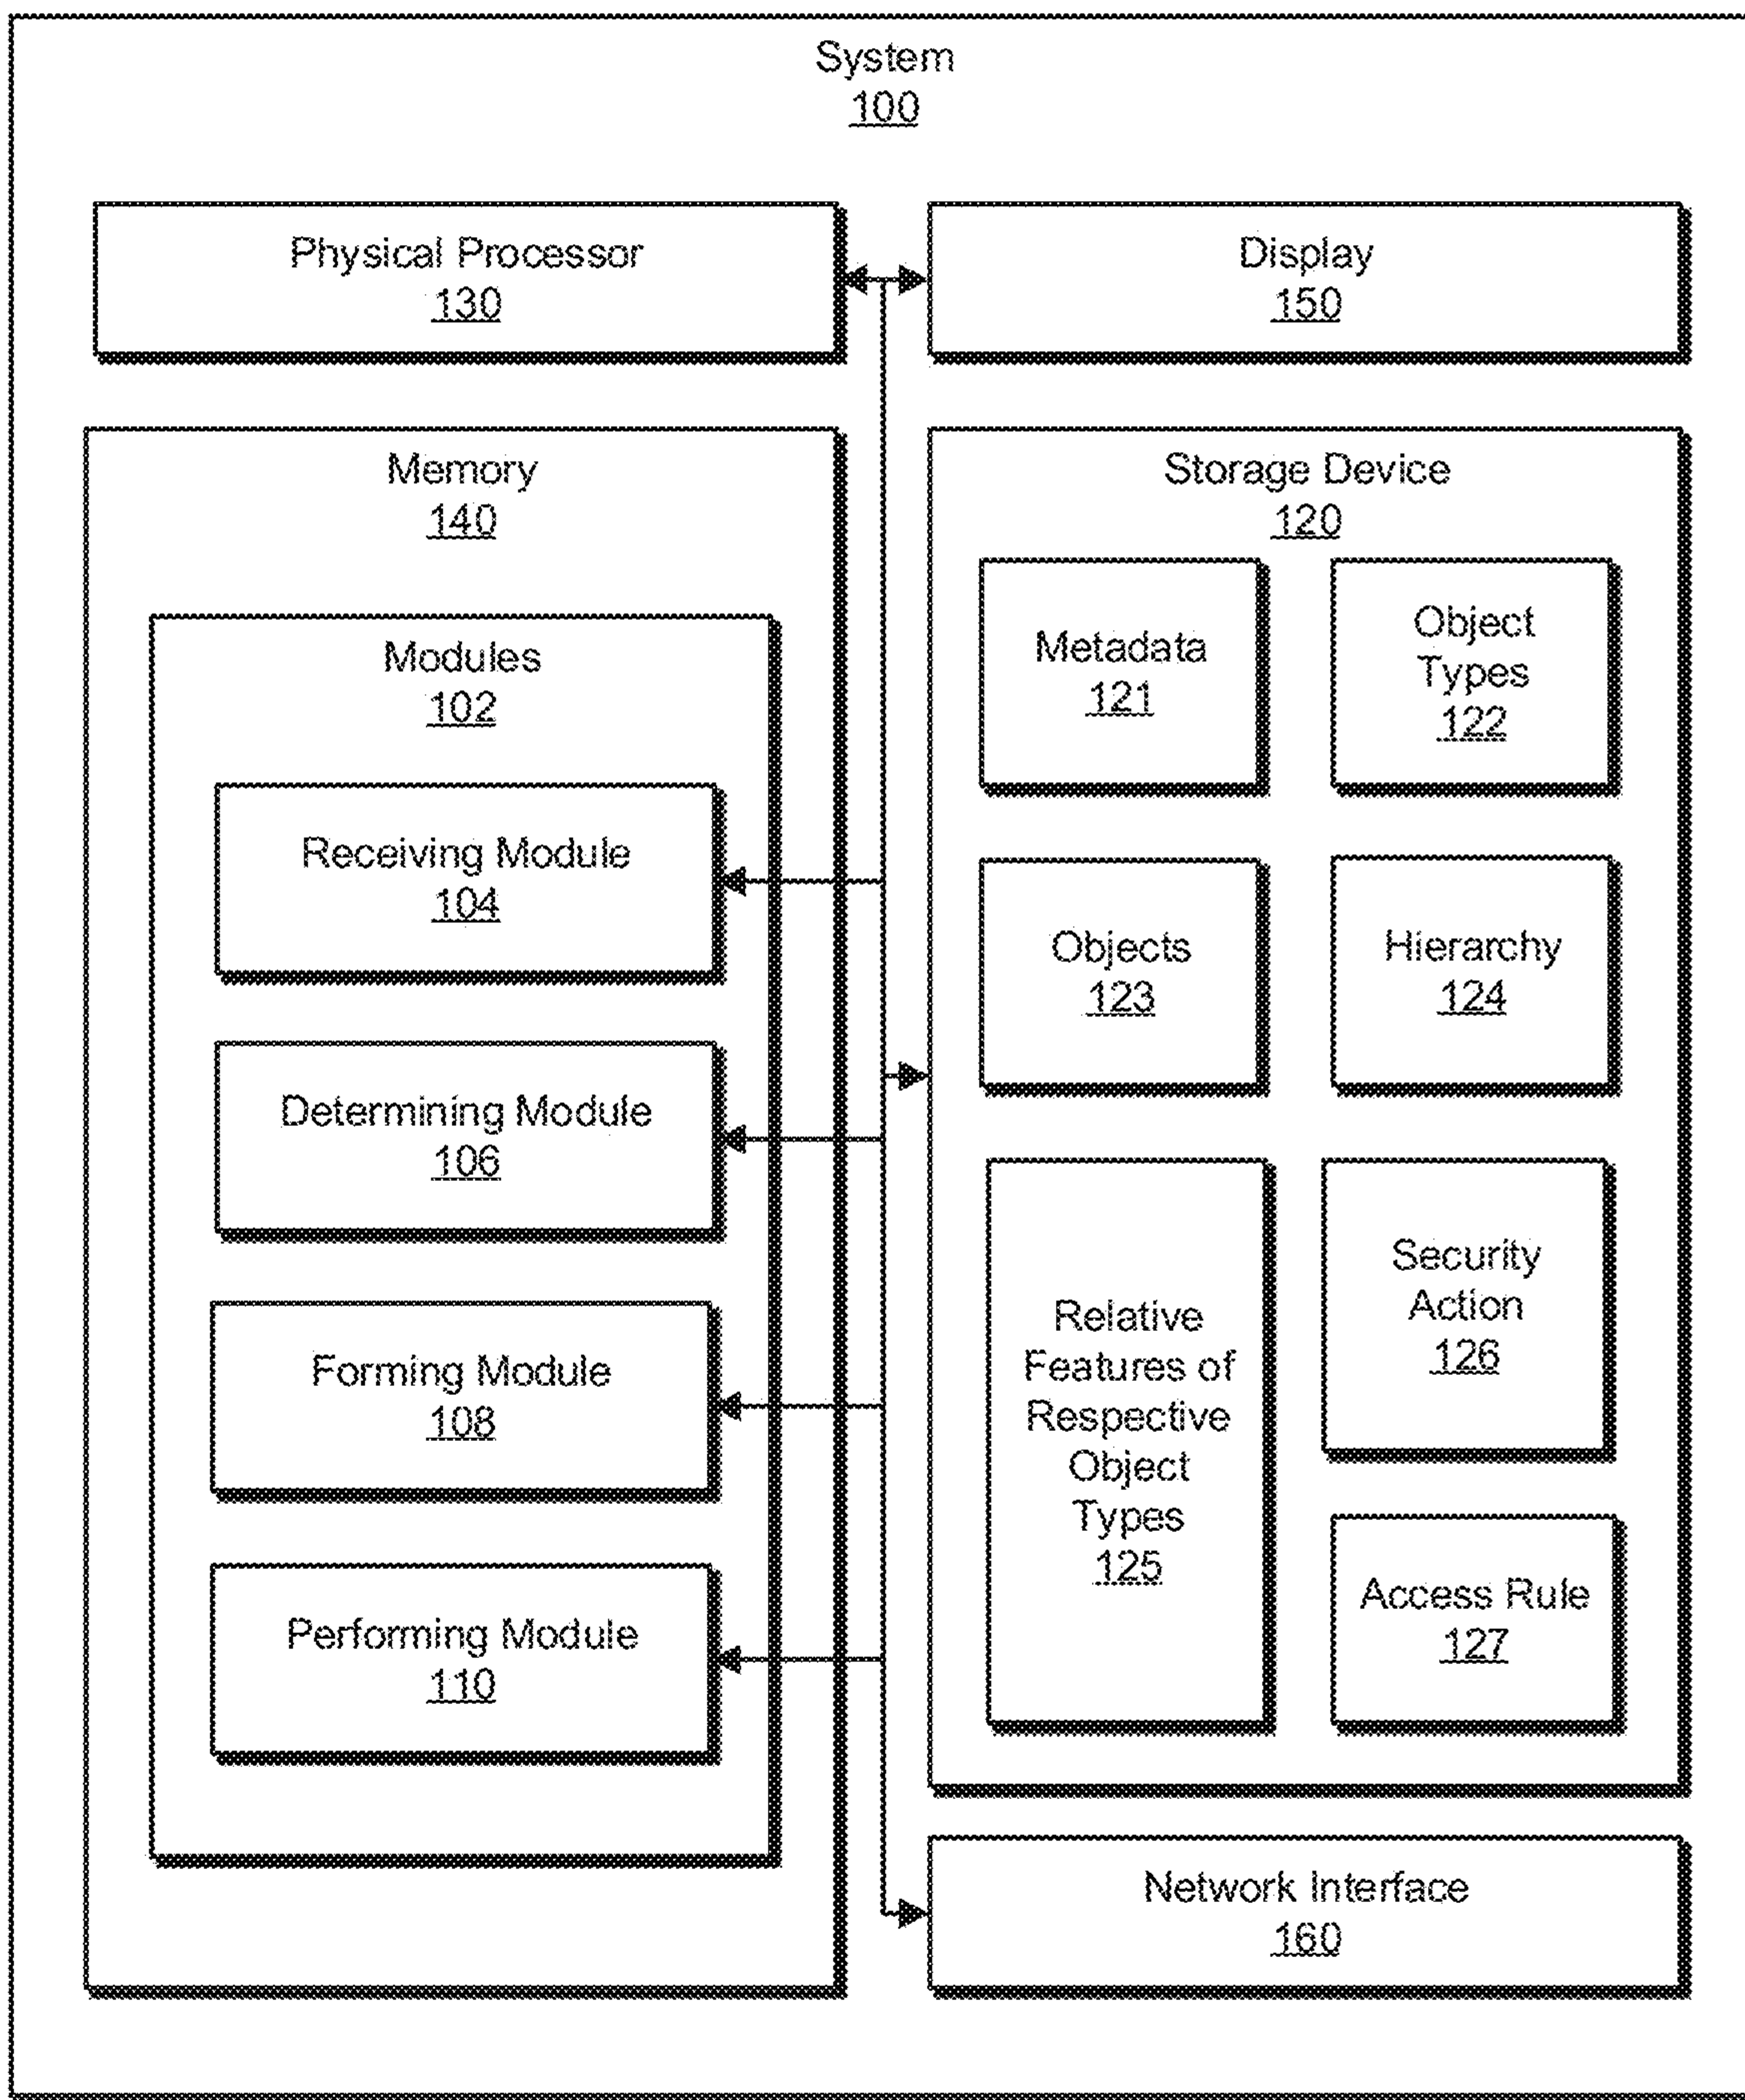 System
100
Physical Processor
130
Display
150
Memory
140
Modules
102
Receiving Module
104
Determining Module
106
Forming Module
108
Performing Module
110
Storage Device
120
Metadata
121
Object
Types
122
Objects
123
Hierarchy
124
Relative
Features of
Respective
Object
Types
125
Security
Action
126
Access Rule
127
Network Interface
160